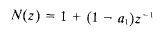 N(z) = 1 + (1 − a₁)z⁻¹